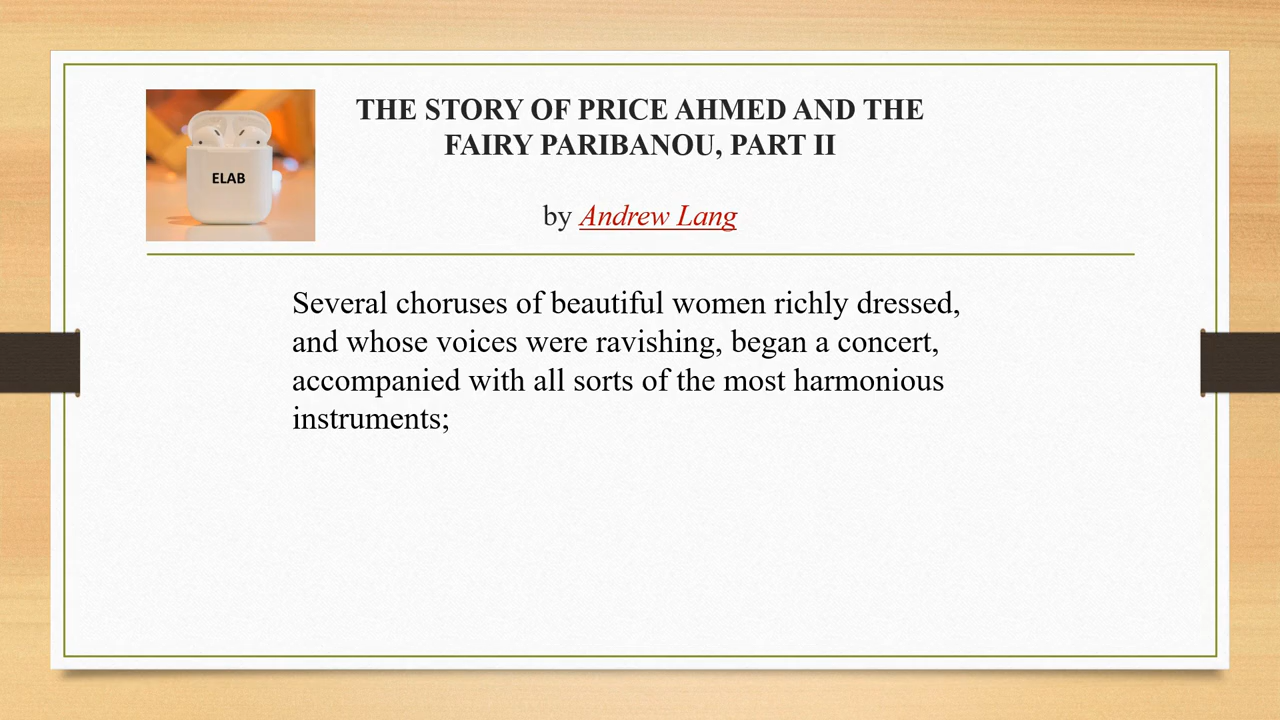 ELAB
THE STORY OF PRICE AHMED AND THE
FAIRY PARIBANOU, PART II
by Andrew Lang
Several choruses of beautiful women richly dressed,
and whose voices were ravishing, began a concert,
accompanied with all sorts of the most harmonious
instruments;